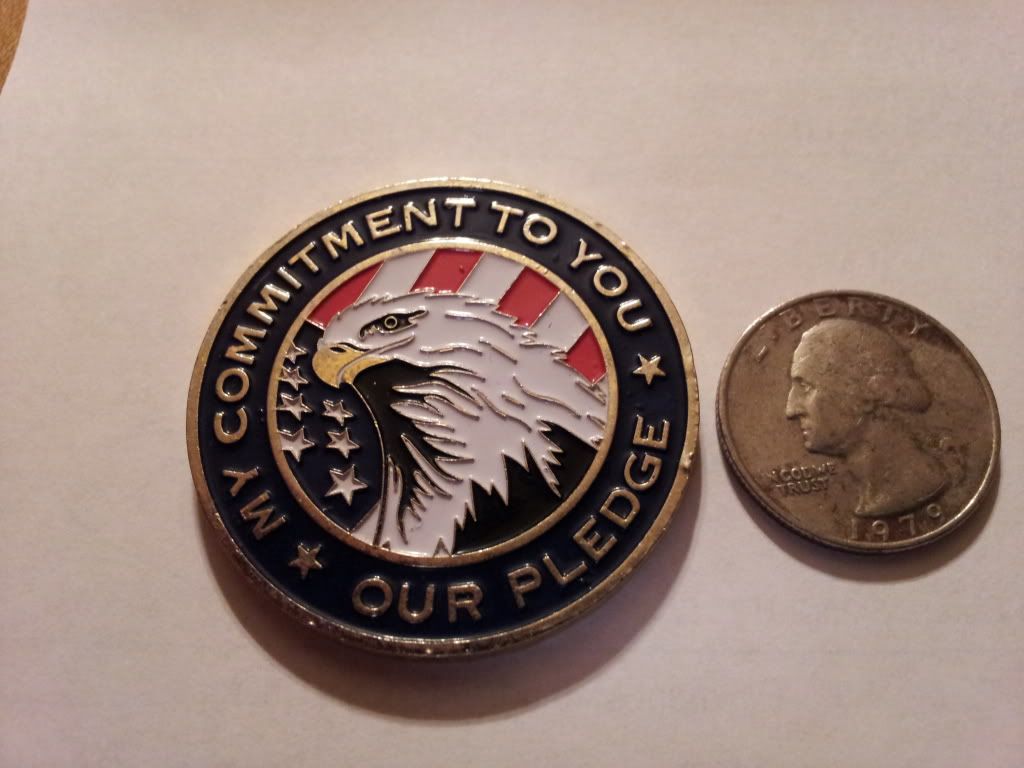 MY COMMITMENT TO YOU
OUR PLEDGE
LIBERTY
IN GOD WE
TRUST
1979